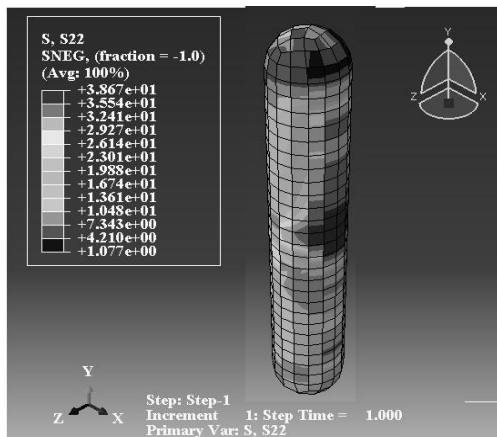 S, S22
SNEG, (fraction = -1.0)
(Avg: 100%)
+3.867e+01
+3.554e+01
+3.241e+01
+2.927e+01
+2.614e+01
+2.301e+01
+1.988e+01
+1.674e+01
+1.361e+01
+1.048e+01
+7.343e+00
+4.210e+00
+1.077e+00
Y
Z X
Y
Z X
Step: Step-1
Increment 1: Step Time = 1.000
Primary Var: S, S22